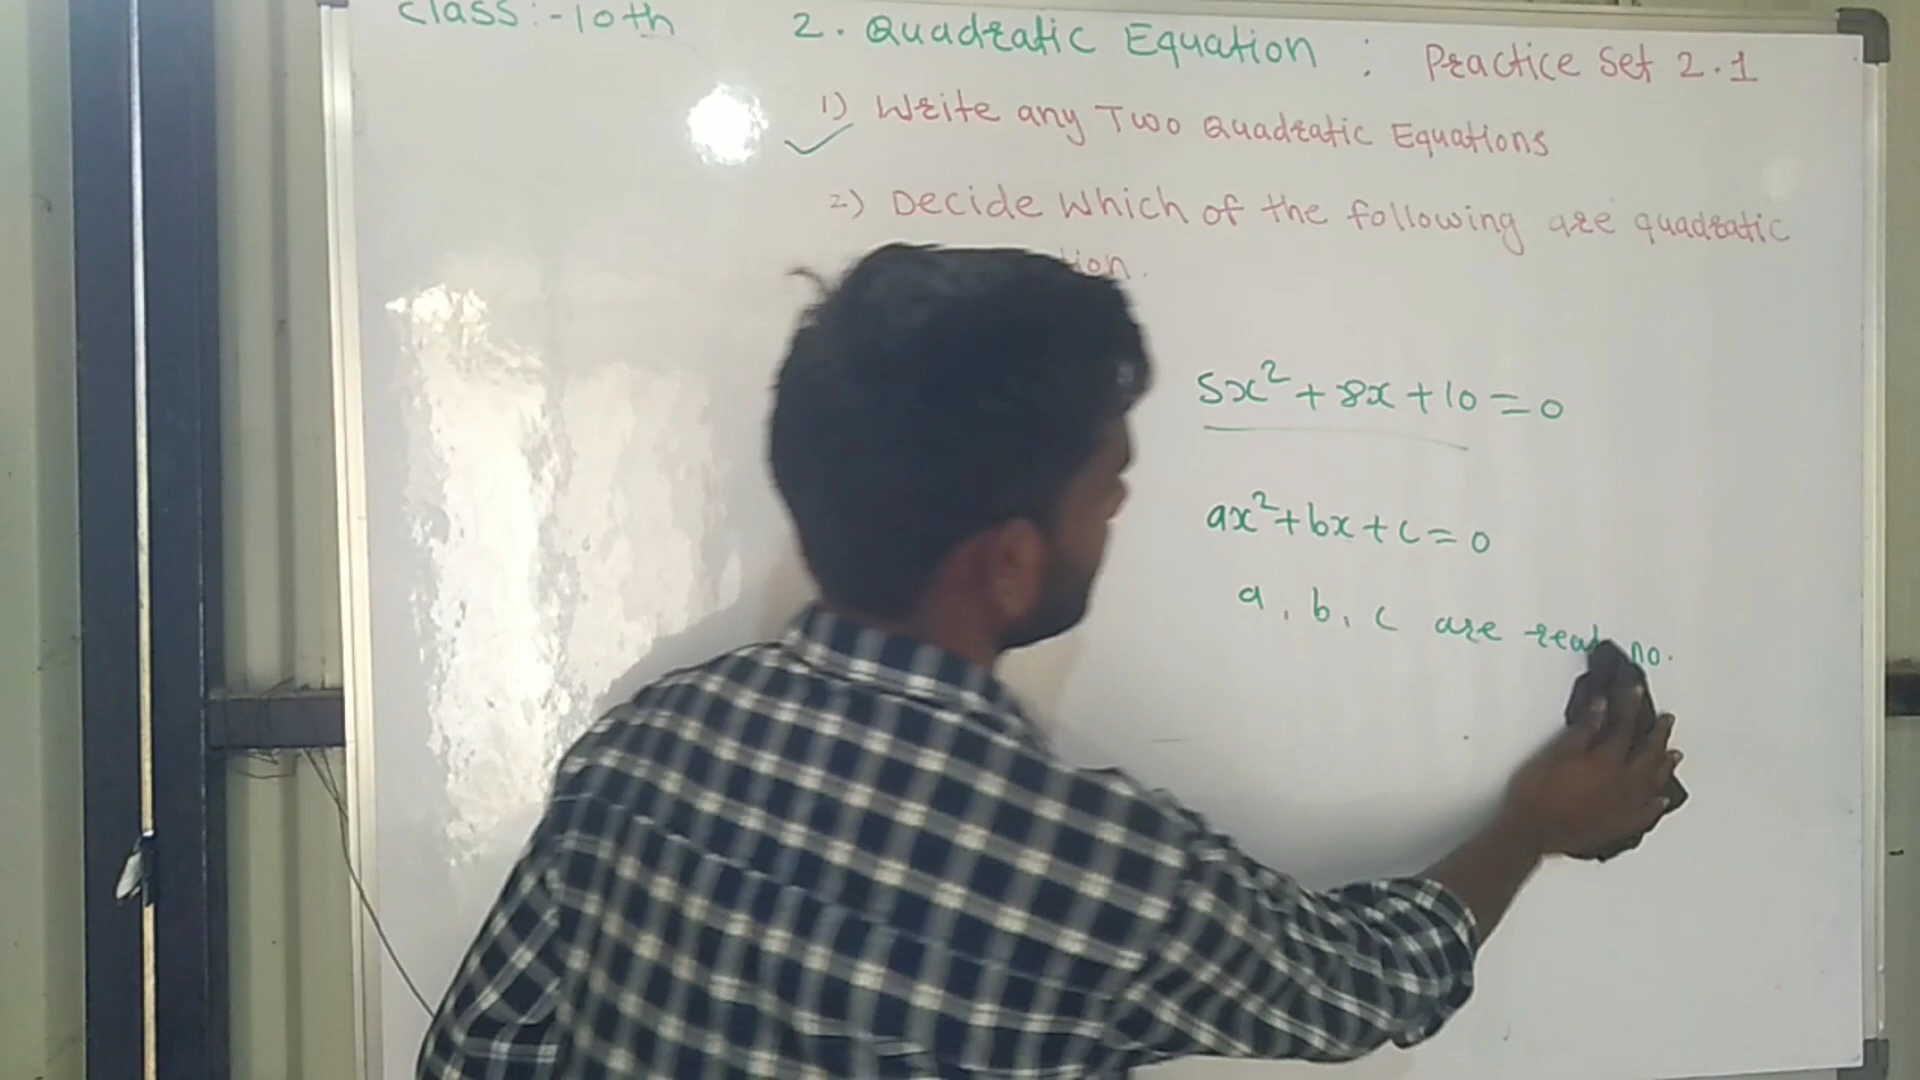 Class:-10th 2. Quadratic Equation : Practice Set 2.1
1) Write any Two Quadratic Equations
2) Decide Which of the following are quadratic
5x²+8x+10=0
ax²+bx+c=0
a, b, c are real no.